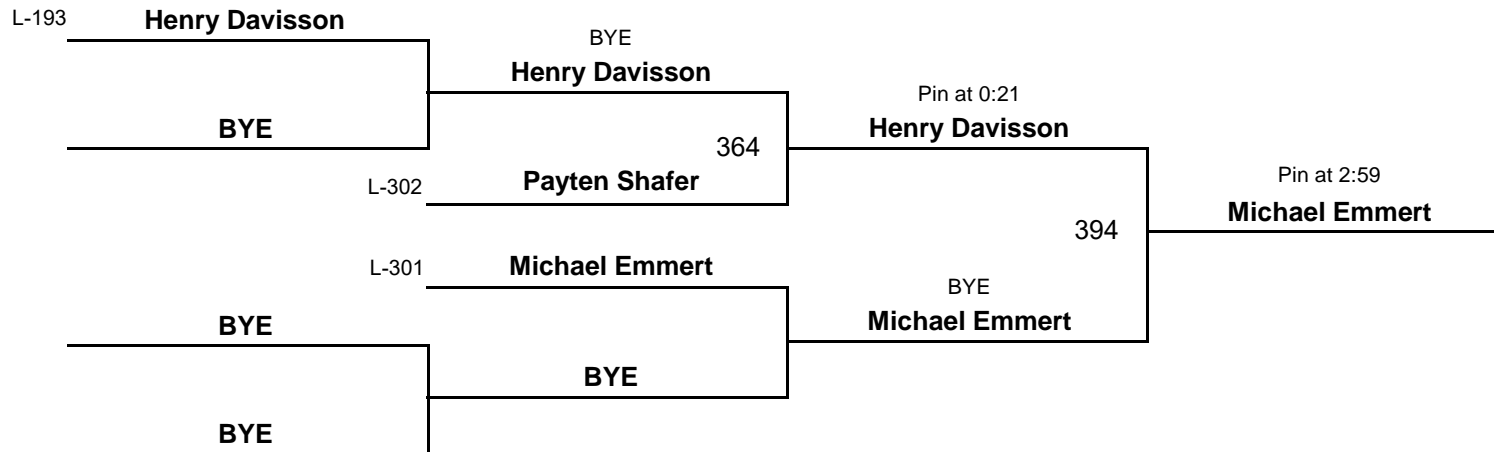 L-193 Henry Davisson
BYE
BYE
Henry Davisson
364
L-302 Payten Shafer
Pin at 0:21
Henry Davisson
394
Pin at 2:59
Michael Emmert
L-301 Michael Emmert
BYE
Michael Emmert
BYE
BYE
BYE